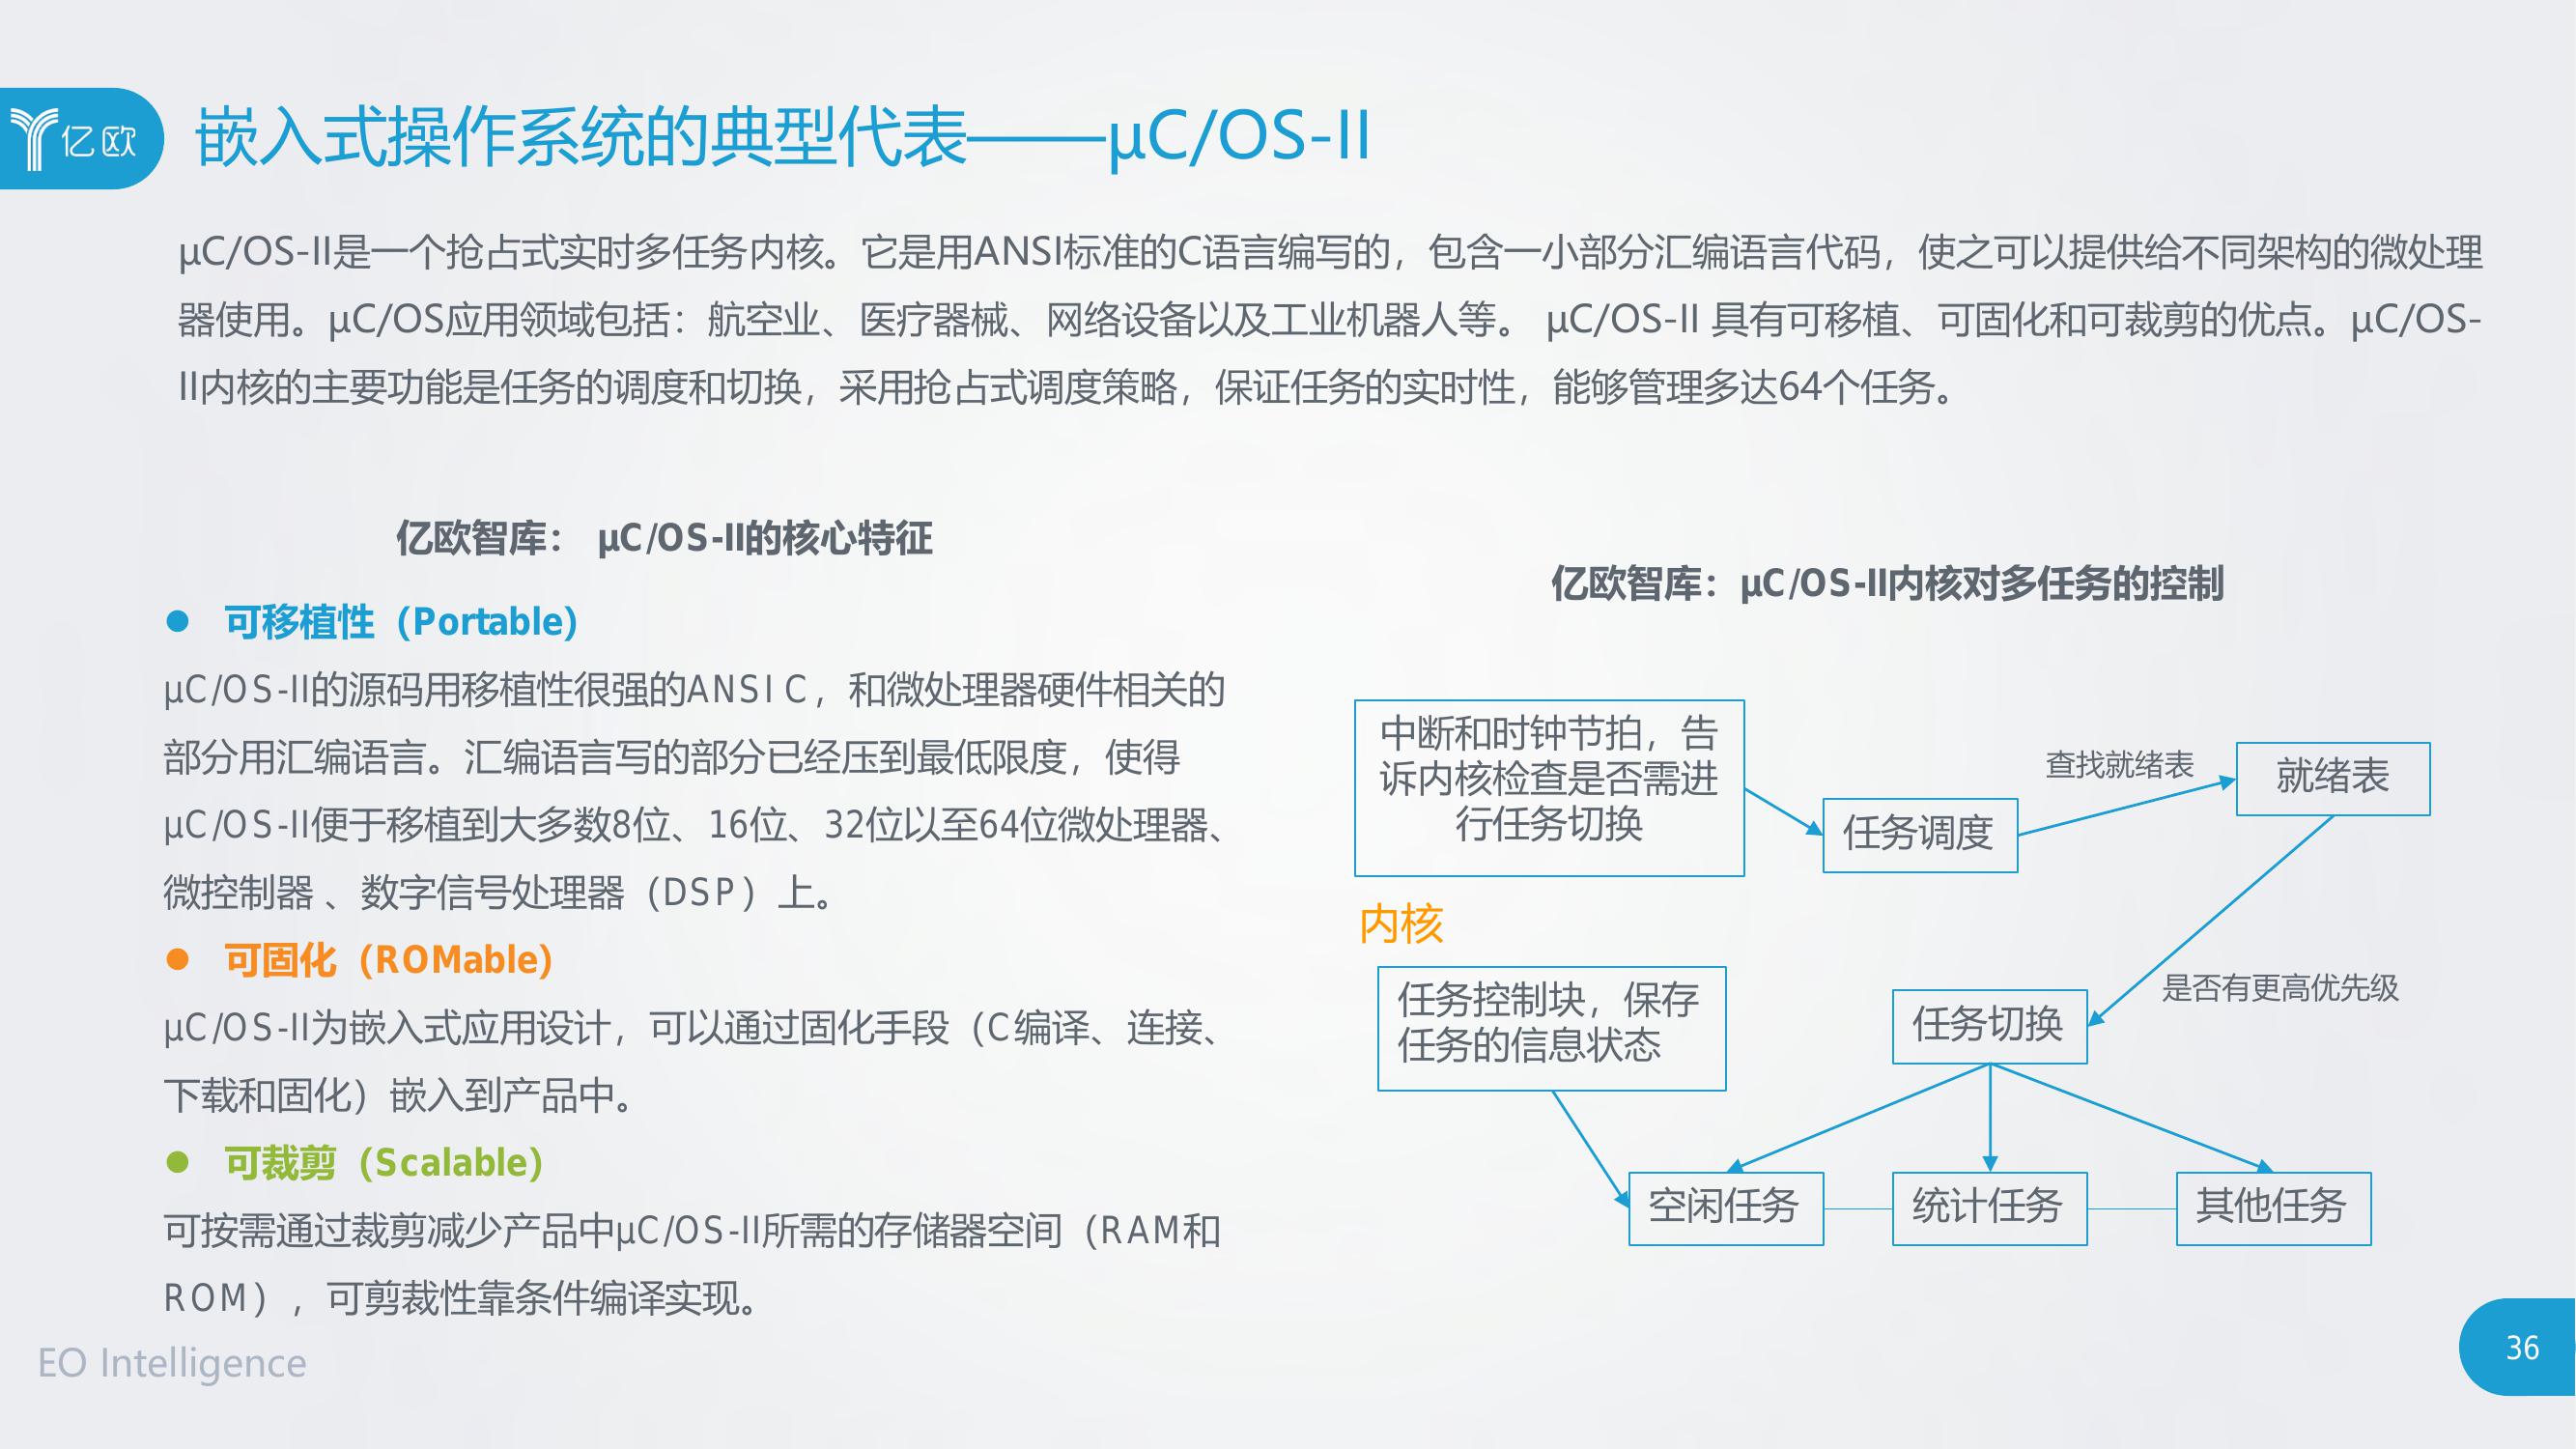 亿欧
嵌入式操作系统的典型代表——μC/OS-II
μC/OS-II是一个抢占式实时多任务内核。它是用ANSI标准的C语言编写的，包含一小部分汇编语言代码，使之可以提供给不同架构的微处理
器使用。μC/OS应用领域包括：航空业、医疗器械、网络设备以及工业机器人等。 μC/OS-II 具有可移植、可固化和可裁剪的优点。μC/OS-
II内核的主要功能是任务的调度和切换，采用抢占式调度策略，保证任务的实时性，能够管理多达64个任务。
亿欧智库： μC/OS-II的核心特征
● 可移植性（Portable）
μC/OS-II的源码用移植性很强的ANSI C，和微处理器硬件相关的
部分用汇编语言。汇编语言写的部分已经压到最低限度，使得
μC/OS-II便于移植到大多数8位、16位、32位以至64位微处理器、
微控制器 、数字信号处理器（DSP）上。
● 可固化（ROMable）
μC/OS-II为嵌入式应用设计，可以通过固化手段（C编译、连接、
下载和固化）嵌入到产品中。
● 可裁剪（Scalable）
可按需通过裁剪减少产品中μC/OS-II所需的存储器空间（RAM和
ROM），可剪裁性靠条件编译实现。
亿欧智库：μC/OS-II内核对多任务的控制
中断和时钟节拍，告
诉内核检查是否需进
行任务切换
任务调度
查找就绪表
就绪表
内核
任务控制块，保存
任务的信息状态
任务切换
是否有更高优先级
空闲任务
统计任务
其他任务
EO Intelligence
36